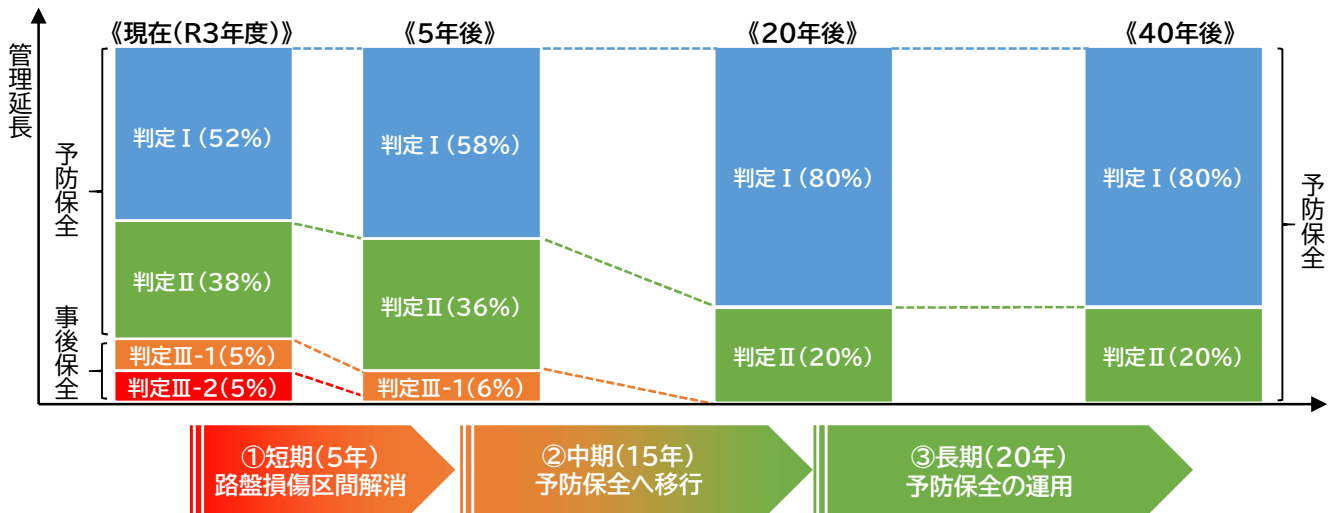 《現在(R3年度)》
《5年後》
《20年後》
《40年後》
管理延長
予防保全
事後保全
判定Ⅰ(52%)
判定Ⅱ(38%)
判定Ⅲ-1(5%)
判定Ⅲ-2(5%)
判定Ⅰ(58%)
判定Ⅱ(36%)
判定Ⅲ-1(6%)
判定Ⅰ(80%)
判定Ⅱ(20%)
判定Ⅰ(80%)
判定Ⅱ(20%)
予防保全
①短期(5年)
路盤損傷区間解消
②中期(15年)
予防保全へ移行
③長期(20年)
予防保全の運用